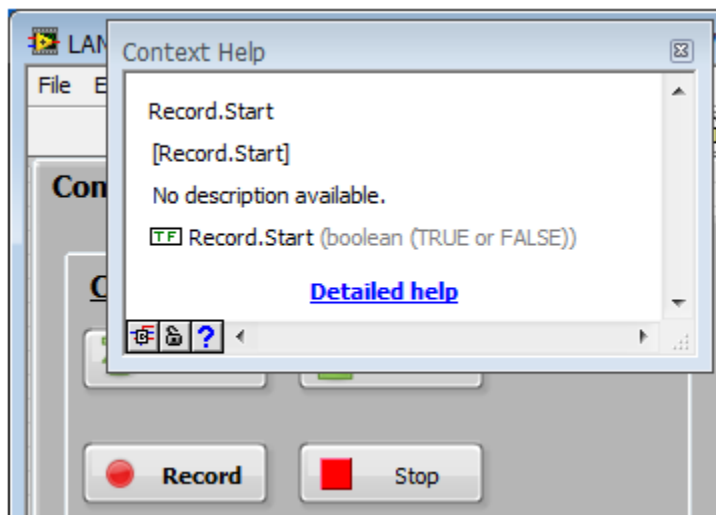 LAN
Context Help
File E
Record.Start
[Record.Start]
No description available.
TF Record.Start (boolean (TRUE or FALSE))
Detailed help
?
Con
C
Record
Stop